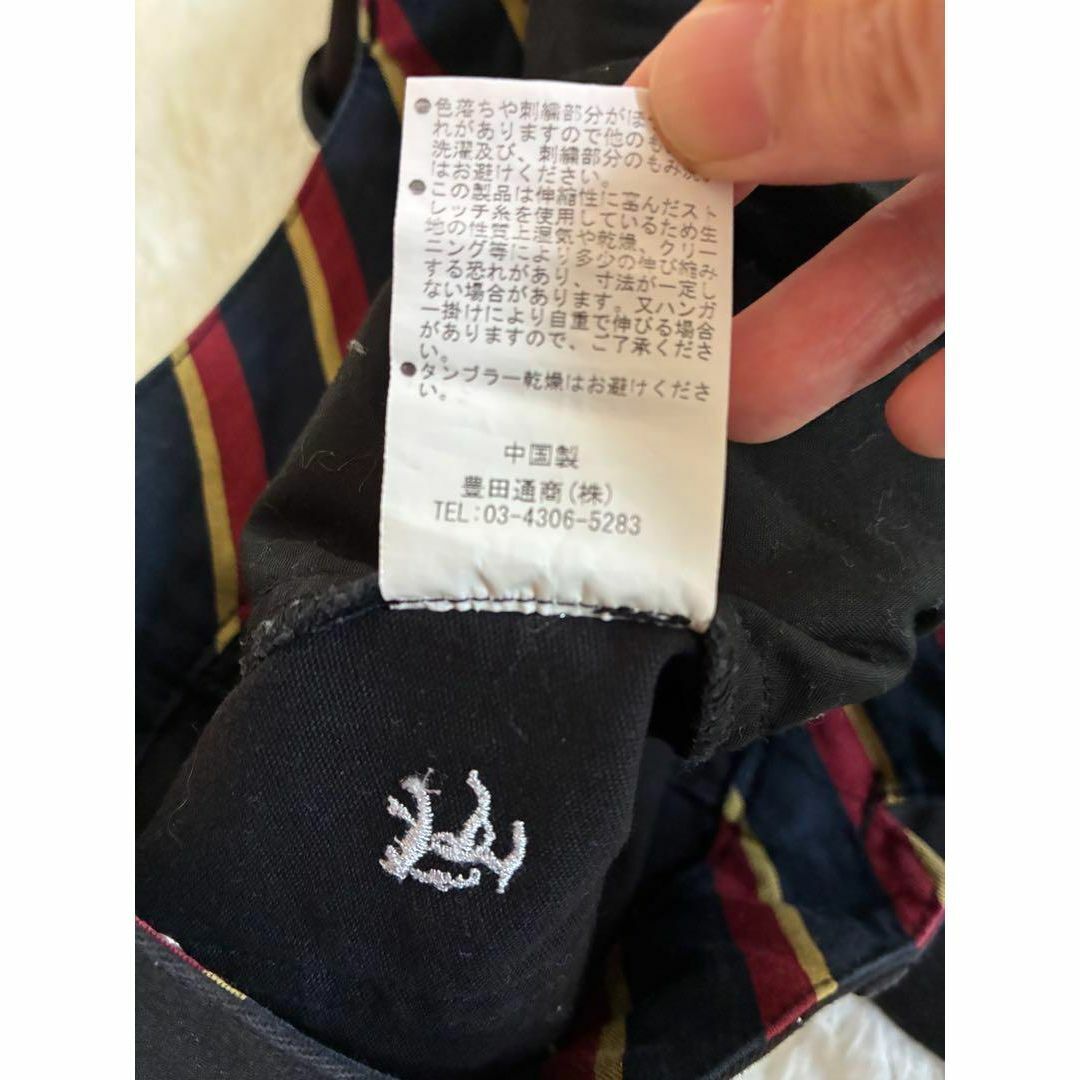 ●色落ちや刺繍部分がほ
れがありますので他のも
洗濯及び、刺繍部分のもみ洗い
はお避けください。
●この製品は伸縮性に富んだスト
レッチ糸を使用しているため生
地の性質上湿気や乾燥、クリー
ニング等により多少の伸び縮み
する恐れがあり、寸法が一定し
ない場合があります。又ハンガ
ー掛けにより自重で伸びる場合
がありますので、ご了承くださ
い。
●タンブラー乾燥はお避けくださ
い。
中国製
豊田通商(株)
TEL:03-4306-5283